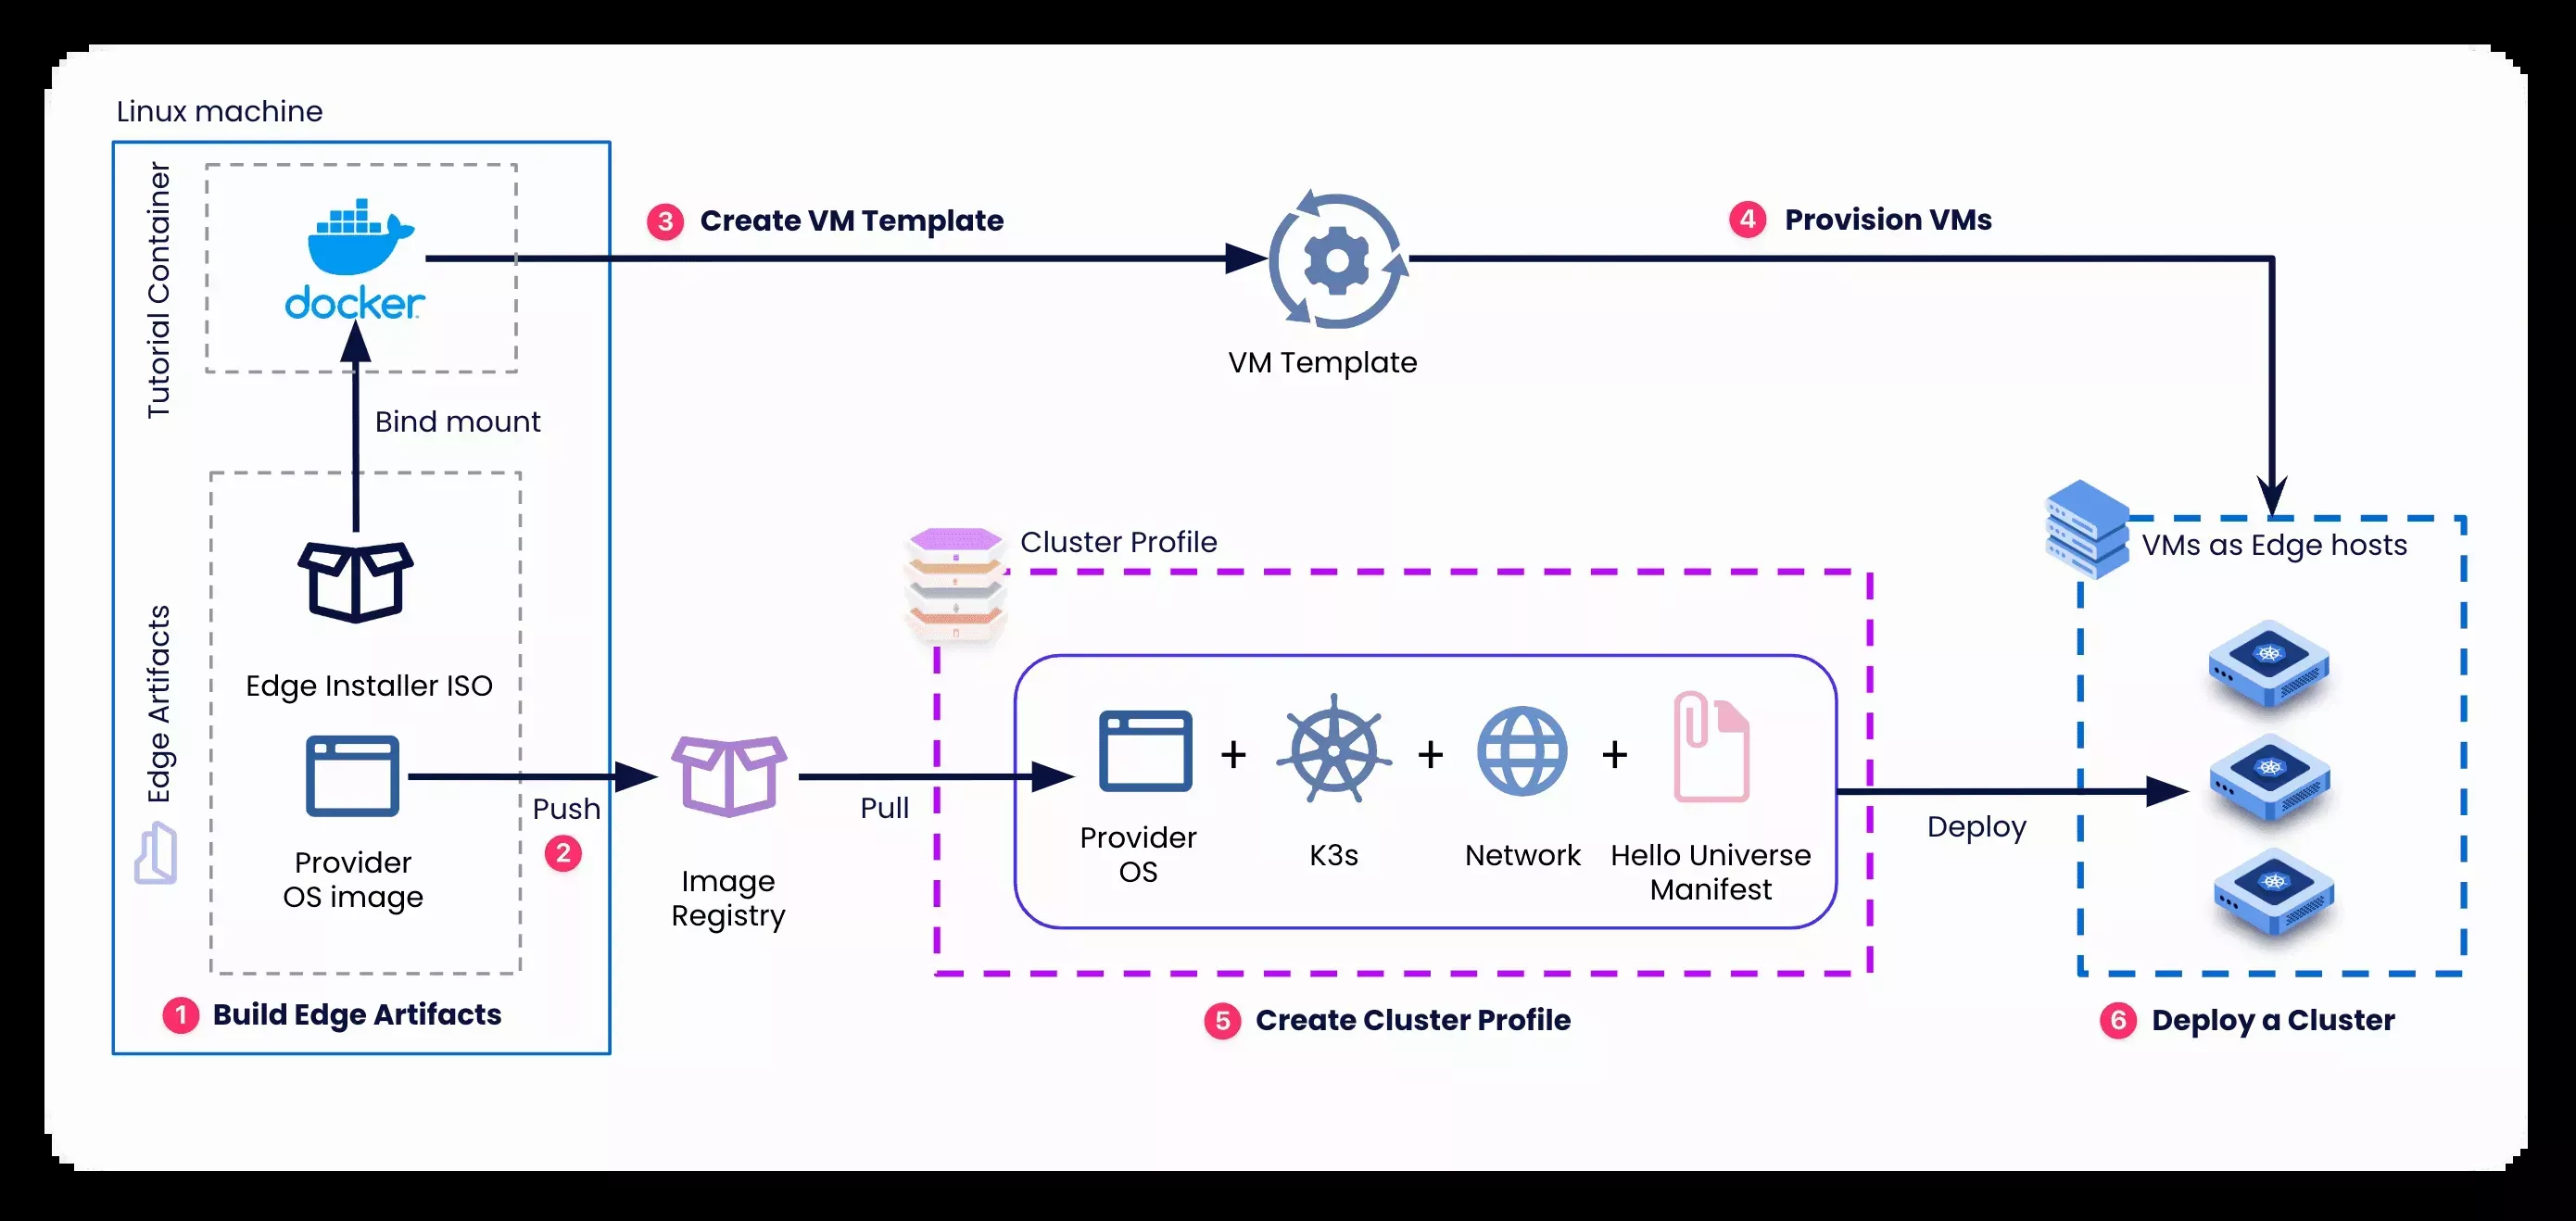 Linux machine
Tutorial Container
docker
3 Create VM Template
4 Provision VMs
VM Template
Bind mount
Edge Artifacts
Edge Installer ISO
Provider
OS image
Push
2
Image
Registry
Pull
1 Build Edge Artifacts
Cluster Profile
Provider
OS
+
K3s
+
Network
+
Hello Universe
Manifest
5 Create Cluster Profile
Deploy
VMs as Edge hosts
6 Deploy a Cluster